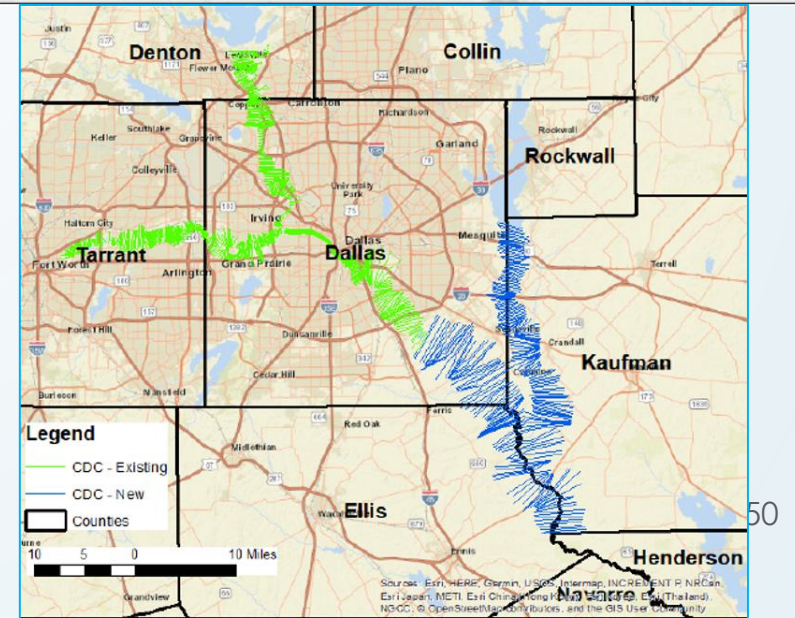 Justin
Denton
Collin
Lewisville
Flower Mo
Plano
Carrollton
Richardson
Keller
Southlake
Grapevine
Garland
Rockwall
Rockwall
Colleyville
University
Park
Haltom City
Irving
Dallas
Mesquite
Tarrant
Dallas
Fort Worth
Arlington
Grand Prairie
Terrell
Forest Hill
Duncanville
Crandall
Kaufman
Cedar Hill
Burleson
Mansfield
Ferris
Red Oak
Legend
CDC - Existing
CDC - New
Counties
Midlothian
Ellis
50
10 5 0 10 Miles
Ennis
Henderson
Navarro
Grandview
Sources: Esri, HERE, Garmin, USGS, Intermap, INCREMENT P, NRCan,
Esri Japan, METI, Esri China (Hong Kong), Esri Korea, Esri (Thailand),
NGCC, © OpenStreetMap contributors, and the GIS User Community